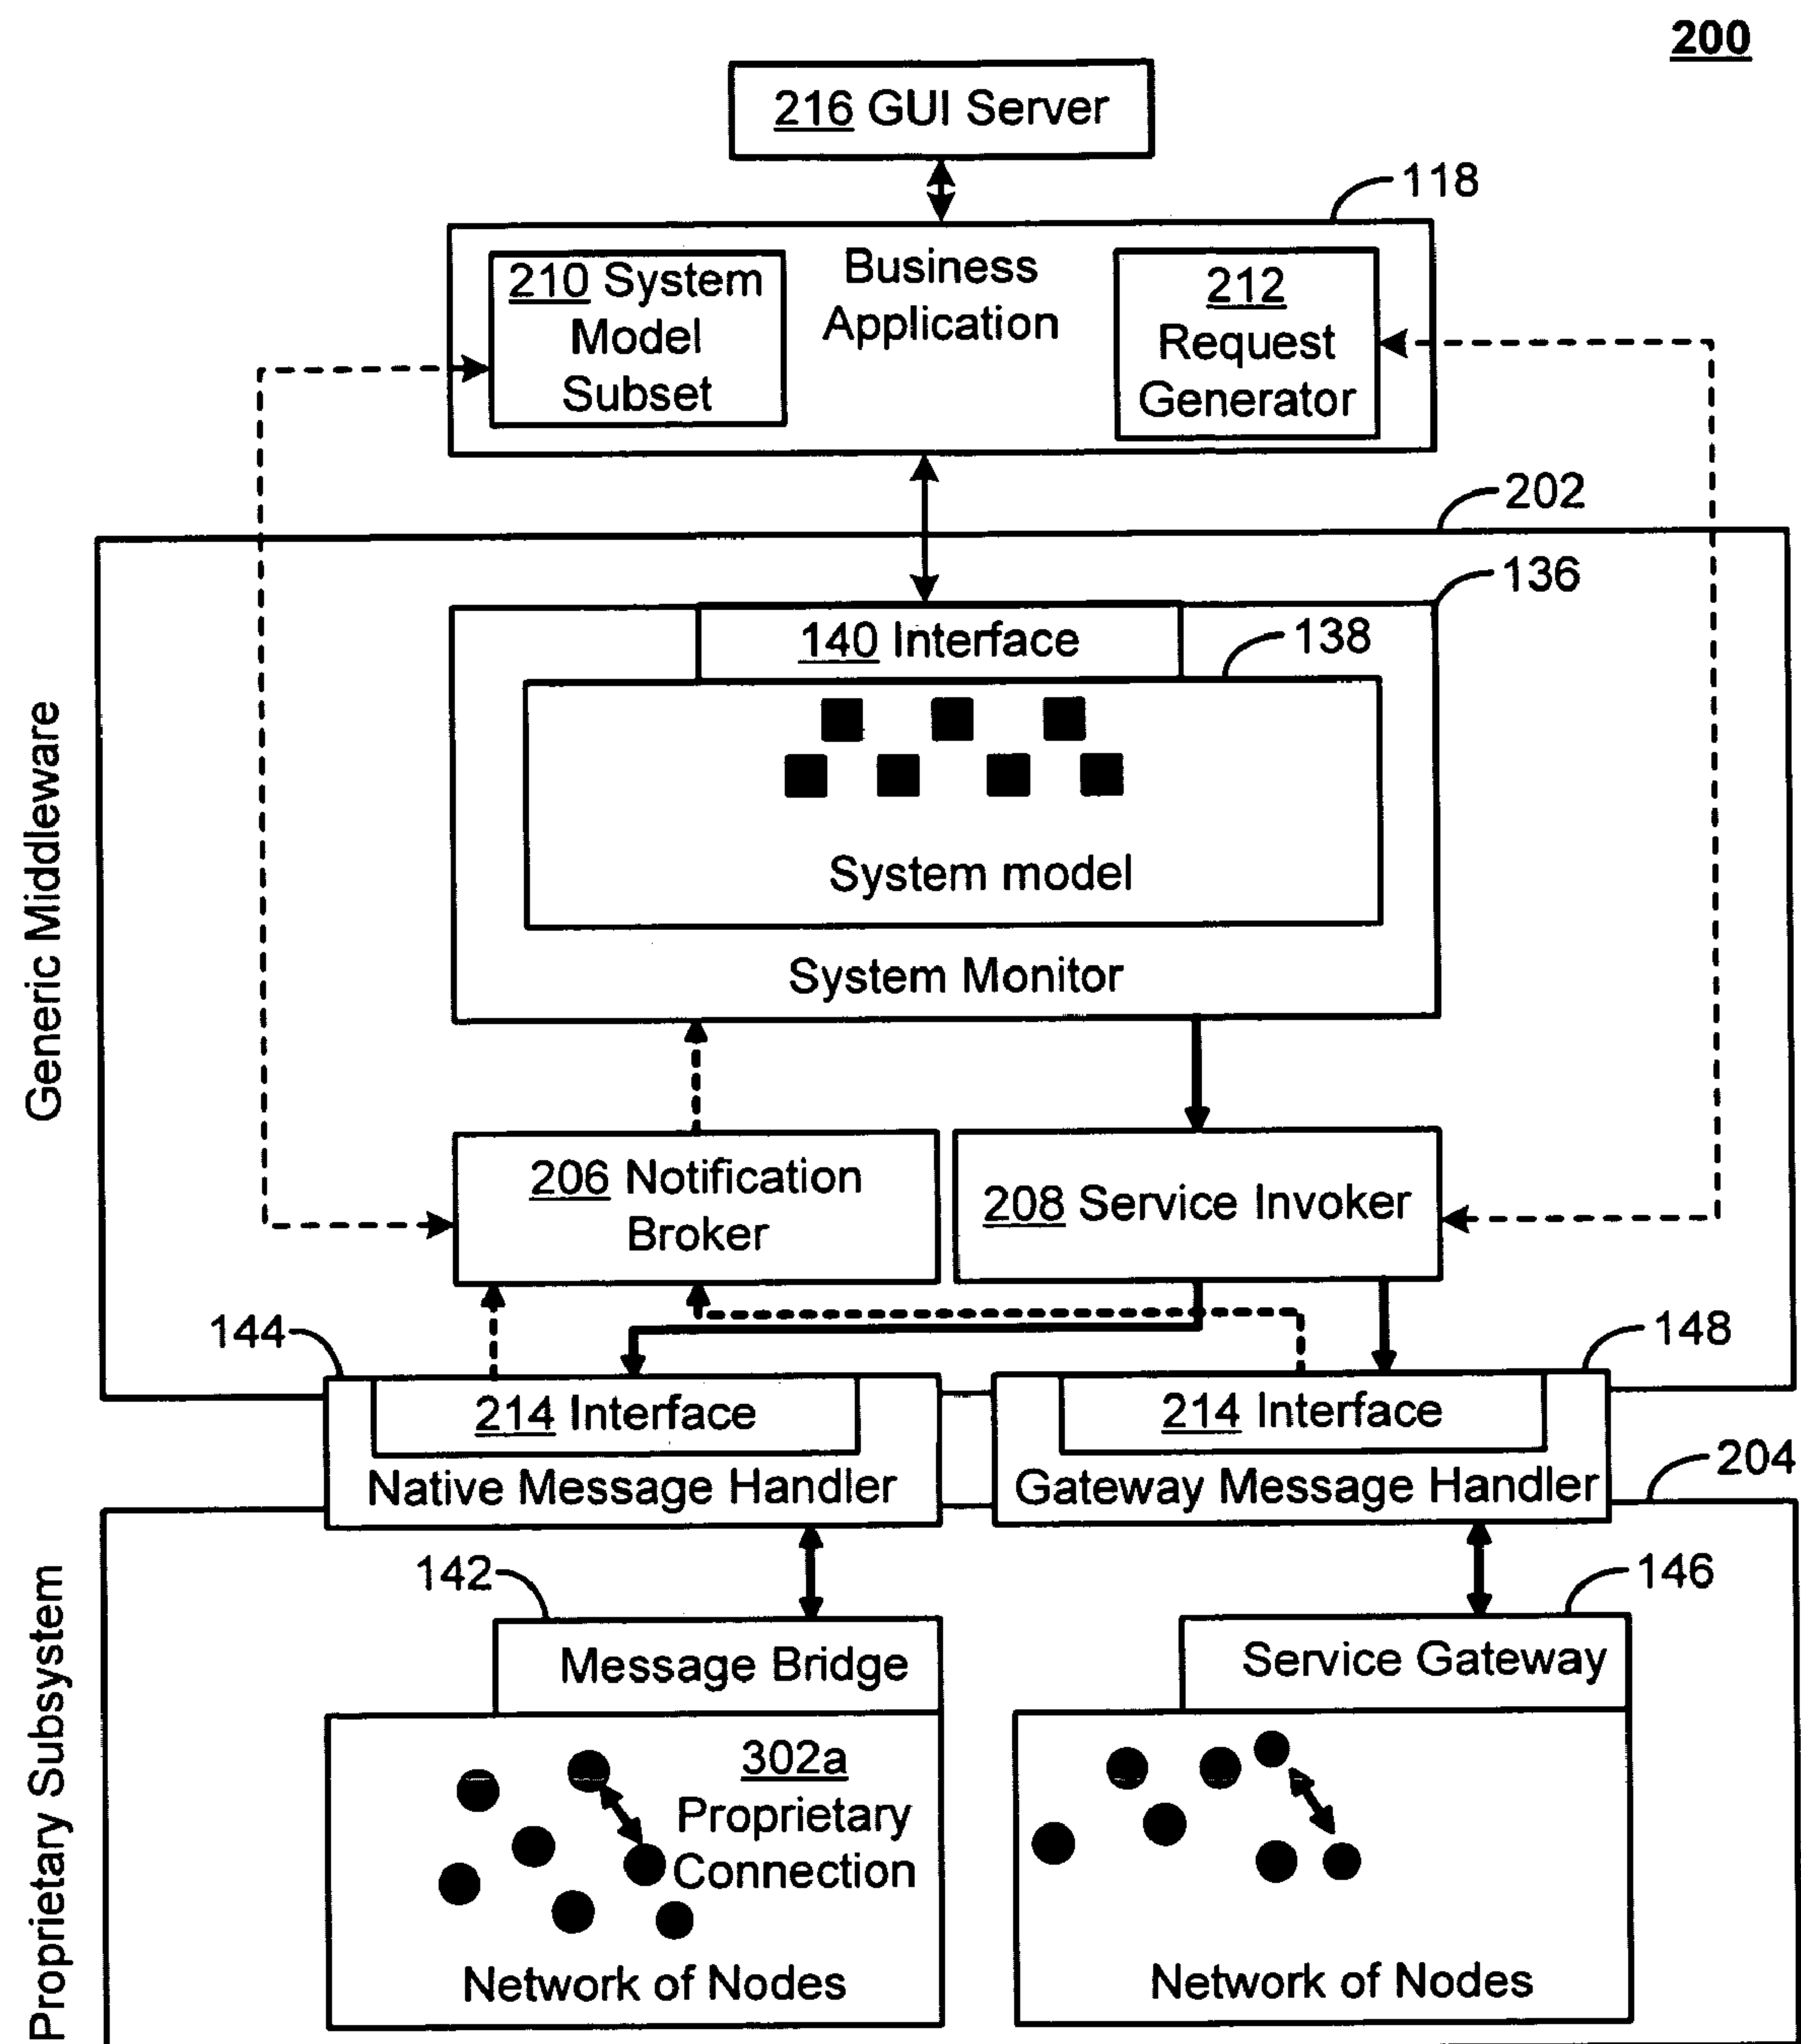 200
216 GUI Server
118
210 System
Model
Subset
Business
Application
212
Request
Generator
202
136
140 Interface
138
System model
System Monitor
Generic Middleware
206 Notification
Broker
208 Service Invoker
144
148
214 Interface
214 Interface
Native Message Handler
Gateway Message Handler
204
142
146
Message Bridge
Service Gateway
Proprietary Subsystem
302a
Proprietary
Connection
Network of Nodes
Network of Nodes